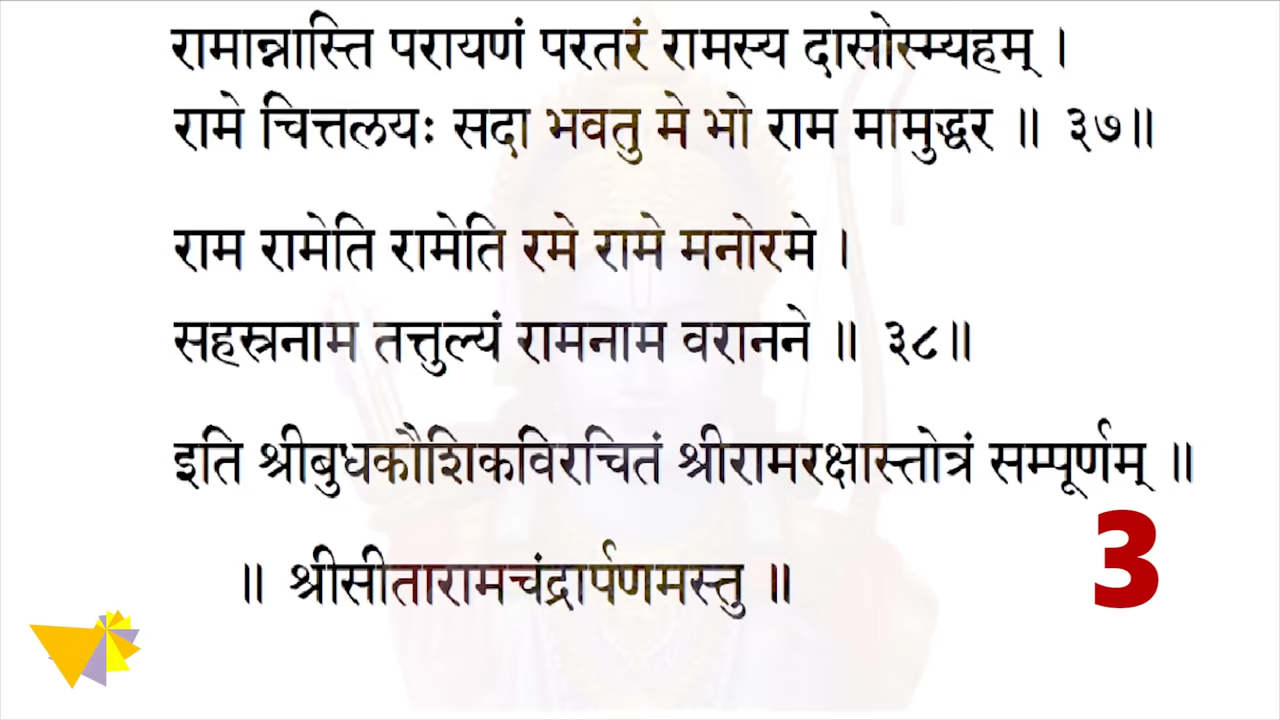 रामान्नास्ति परायणं परतरं रामस्य दासोस्म्यहम् ।
रामे चित्तलयः सदा भवतु मे भो राम मामुद्धर ॥ ३७॥
राम रामेति रामेति रमे रामे मनोरमे ।
सहस्रनाम तत्तुल्यं रामनाम वरानने ॥ ३८॥
इति श्रीबुधकौशिकविरचितं श्रीरामरक्षास्तोत्रं सम्पूर्णम् ॥
3
॥ श्रीसीतारामचंद्रार्पणमस्तु ॥